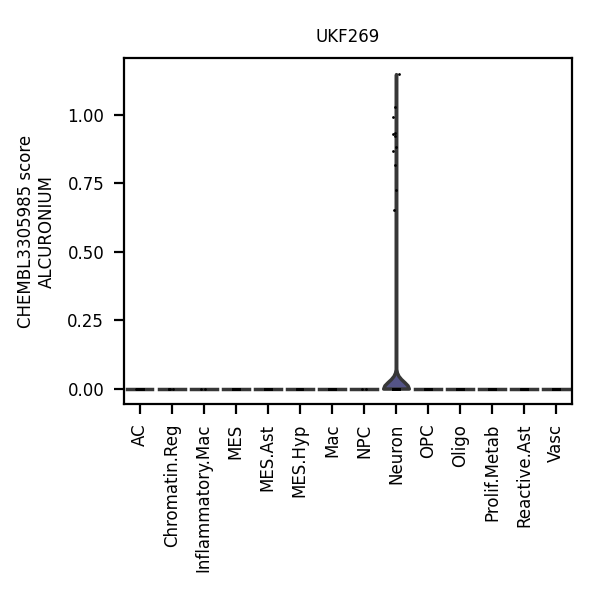 UKF269
CHEMBL3305985 score
ALCURONIUM
1.00
0.75
0.50
0.25
0.00
AC
Chromatin.Reg
Inflammatory.Mac
MES
MES.Ast
MES.Hyp
Mac
NPC
Neuron
OPC
Oligo
Prolif.Metab
Reactive.Ast
Vasc